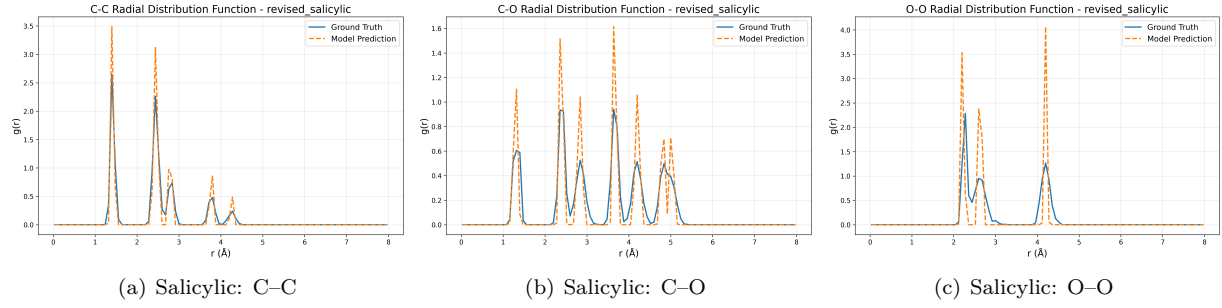 C-C Radial Distribution Function - revised_salicylic
Ground Truth
Model Prediction
g(r)
3.5
3.0
2.5
2.0
1.5
1.0
0.5
0.0
0 1 2 3 4 5 6 7 8
r (Å)
(a) Salicylic: C–C
C-O Radial Distribution Function - revised_salicylic
Ground Truth
Model Prediction
g(r)
1.6
1.4
1.2
1.0
0.8
0.6
0.4
0.2
0.0
0 1 2 3 4 5 6 7 8
r (Å)
(b) Salicylic: C–O
O-O Radial Distribution Function - revised_salicylic
Ground Truth
Model Prediction
g(r)
4.0
3.5
3.0
2.5
2.0
1.5
1.0
0.5
0.0
0 1 2 3 4 5 6 7 8
r (Å)
(c) Salicylic: O–O